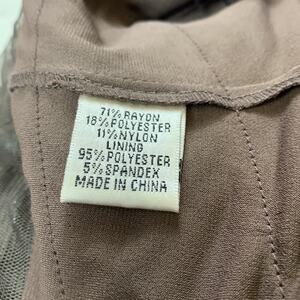 71% RAYON
18% POLYESTER
11% NYLON
LINING
95% POLYESTER
5% SPANDEX
MADE IN CHINA